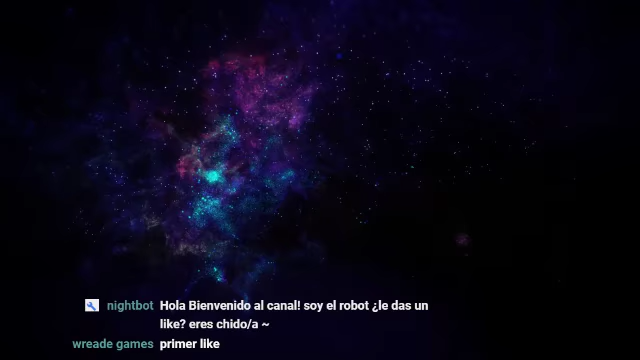 nightbot Hola Bienvenido al canal! soy el robot ¿le das un
like? eres chido/a ~
wreade games primer like